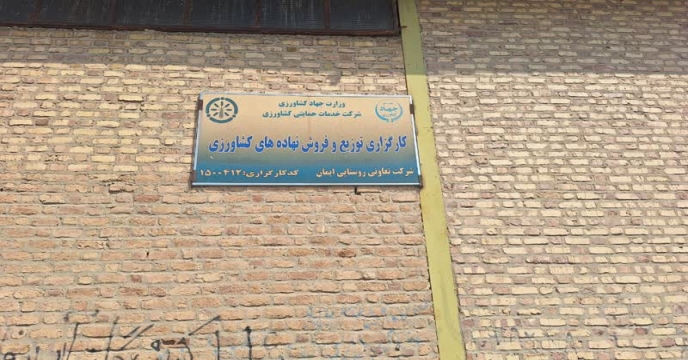 وزارت جهاد کشاورزی
شرکت خدمات حمایتی کشاورزی
جهاد
کارگزاری توزیع و فروش نهاده های کشاورزی
شرکت تعاونی روستایی ایمان کدکارگزاری:۱۵۰۰۴۱۲